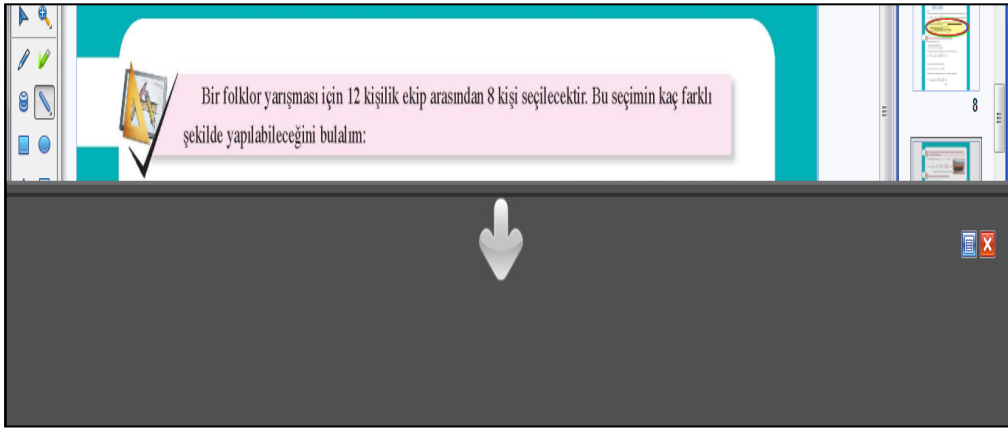 Bir folklor yarışması için 12 kişilik ekip arasından 8 kişi seçilecektir. Bu seçimin kaç farklı
şekilde yapılabileceğini bulalım:
8